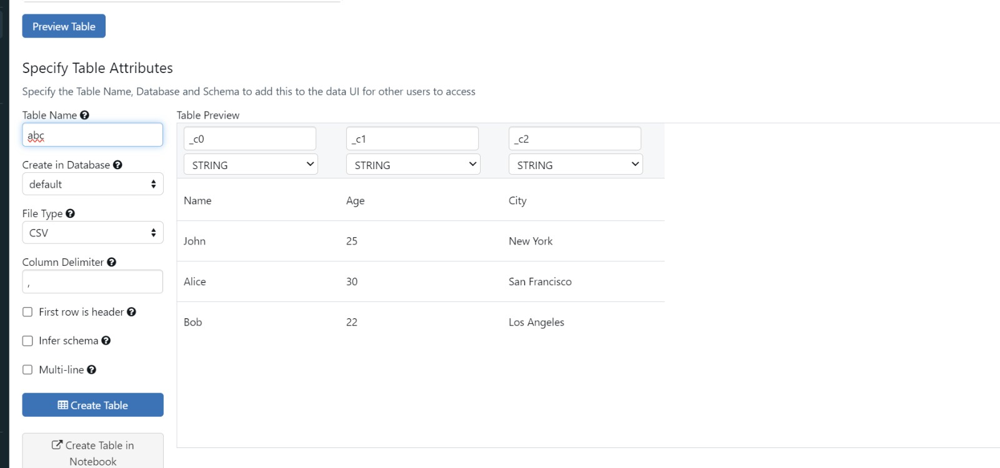 Preview Table
Specify Table Attributes
Specify the Table Name, Database and Schema to add this to the data UI for other users to access
Table Name
abc
Create in Database
default
File Type
CSV
Column Delimiter
,
First row is header
Infer schema
Multi-line
Create Table
Create Table in
Notebook
Table Preview
_c0 _c1 _c2
STRING STRING STRING
Name Age City
John 25 New York
Alice 30 San Francisco
Bob 22 Los Angeles